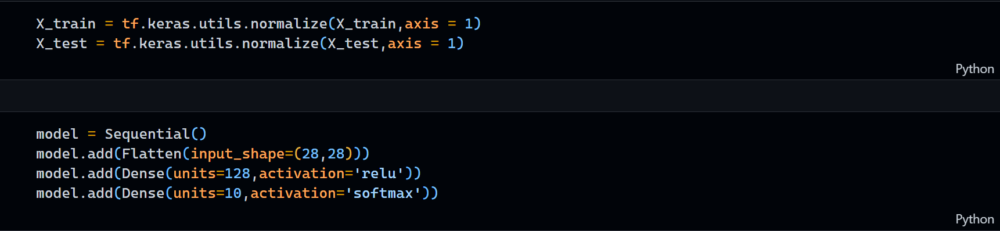 X_train = tf.keras.utils.normalize(X_train,axis = 1)
X_test = tf.keras.utils.normalize(X_test,axis = 1)
Python
model = Sequential()
model.add(Flatten(input_shape=(28,28)))
model.add(Dense(units=128,activation='relu'))
model.add(Dense(units=10,activation='softmax'))
Python